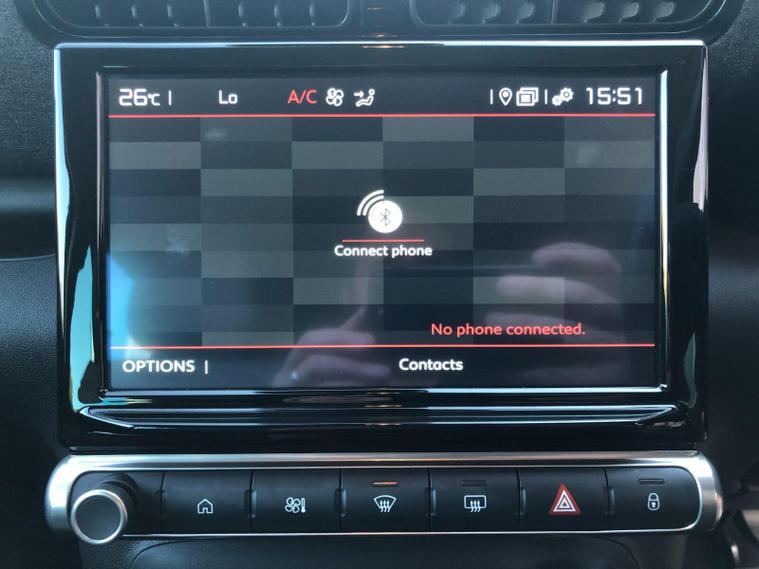 26°C | Lo A/C 15:51
Connect phone
No phone connected.
OPTIONS | Contacts